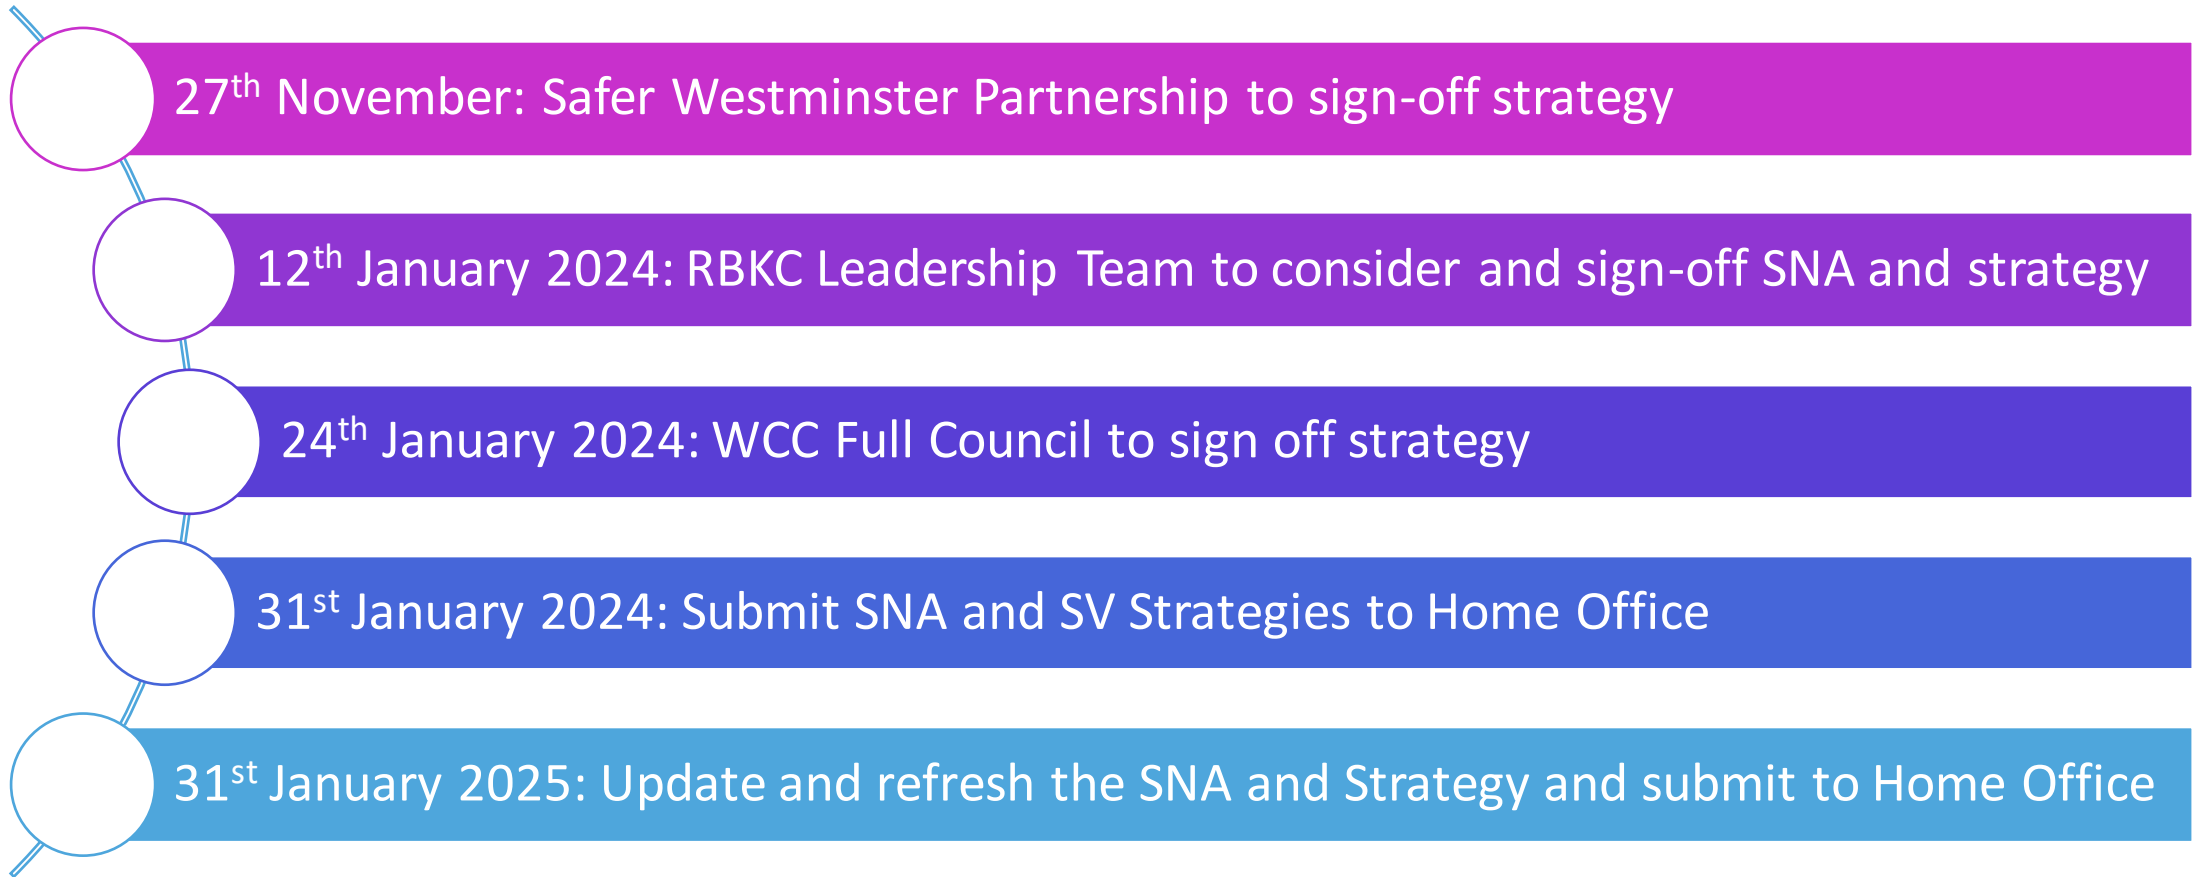 27th November: Safer Westminster Partnership to sign-off strategy
12th January 2024: RBKC Leadership Team to consider and sign-off SNA and strategy
24th January 2024: WCC Full Council to sign off strategy
31st January 2024: Submit SNA and SV Strategies to Home Office
31st January 2025: Update and refresh the SNA and Strategy and submit to Home Office